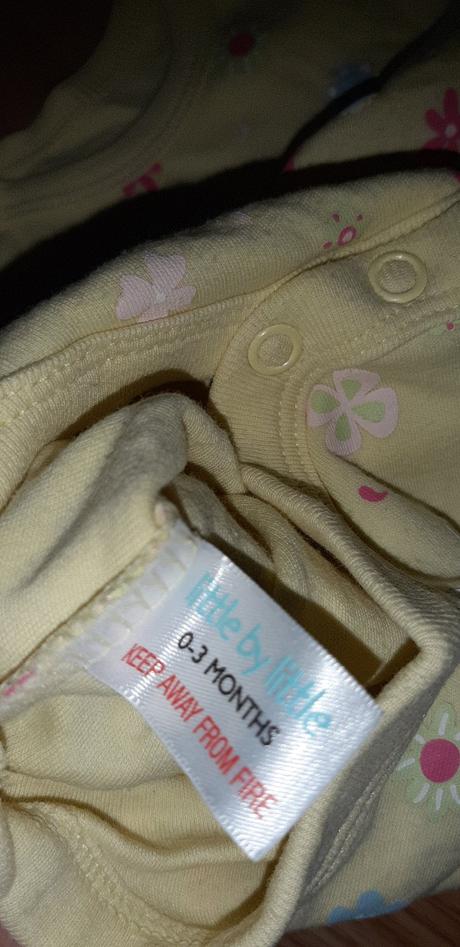 little by little
0-3 MONTHS
KEEP AWAY FROM FIRE